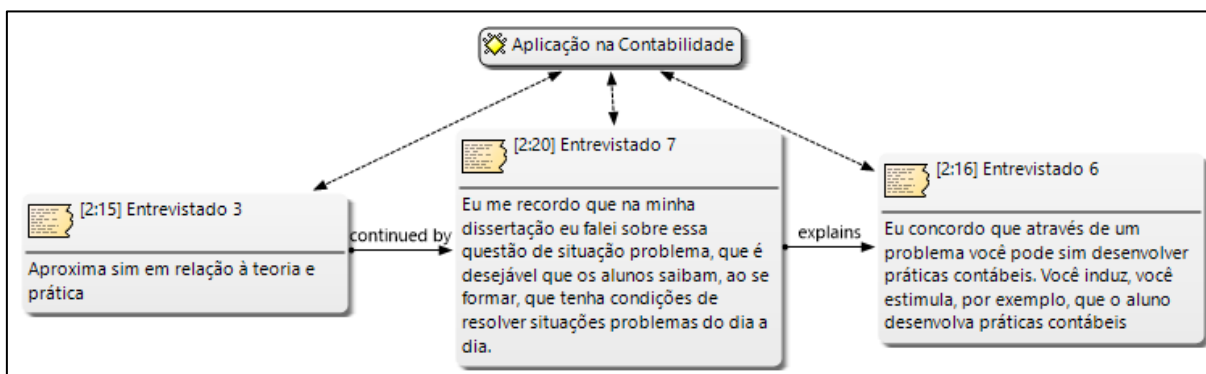 Aplicação na Contabilidade
[2:15] Entrevistado 3
Aproxima sim em relação à teoria e
prática
continued by
[2:20] Entrevistado 7
Eu me recordo que na minha
dissertação eu falei sobre essa
questão de situação problema, que é
desejável que os alunos saibam, ao se
formar, que tenha condições de
resolver situações problemas do dia a
dia.
explains
[2:16] Entrevistado 6
Eu concordo que através de um
problema você pode sim desenvolver
práticas contábeis. Você induz, você
estimula, por exemplo, que o aluno
desenvolva práticas contábeis